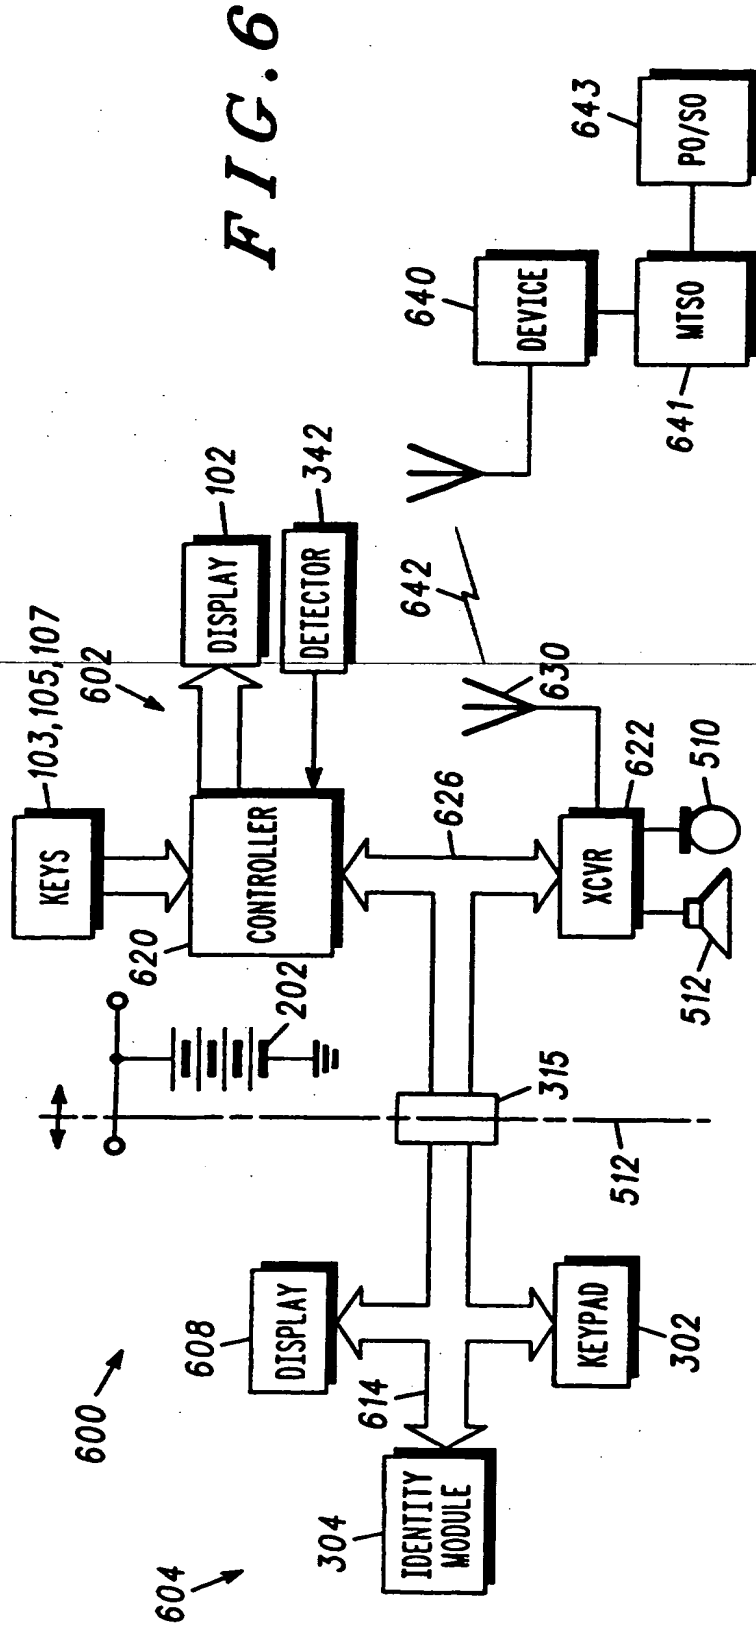 FIG.6
600
604
602
KEYS
103,105,107
620
CONTROLLER
DISPLAY
102
DETECTOR
342
202
608
DISPLAY
614
304
IDENTITY
MODULE
KEYPAD
302
315
512
626
XCVR
622
630
510
512
642
640
DEVICE
641
MTSO
643
PO/SO